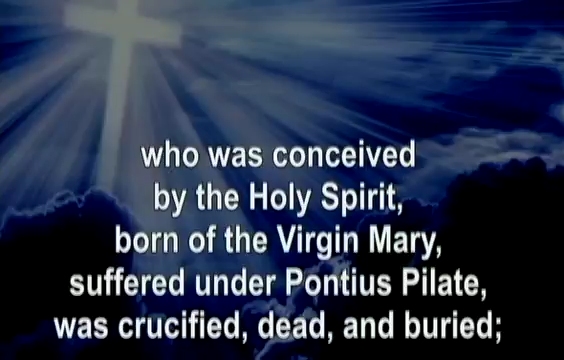 who was conceived
by the Holy Spirit,
born of the Virgin Mary,
suffered under Pontius Pilate,
was crucified, dead, and buried;